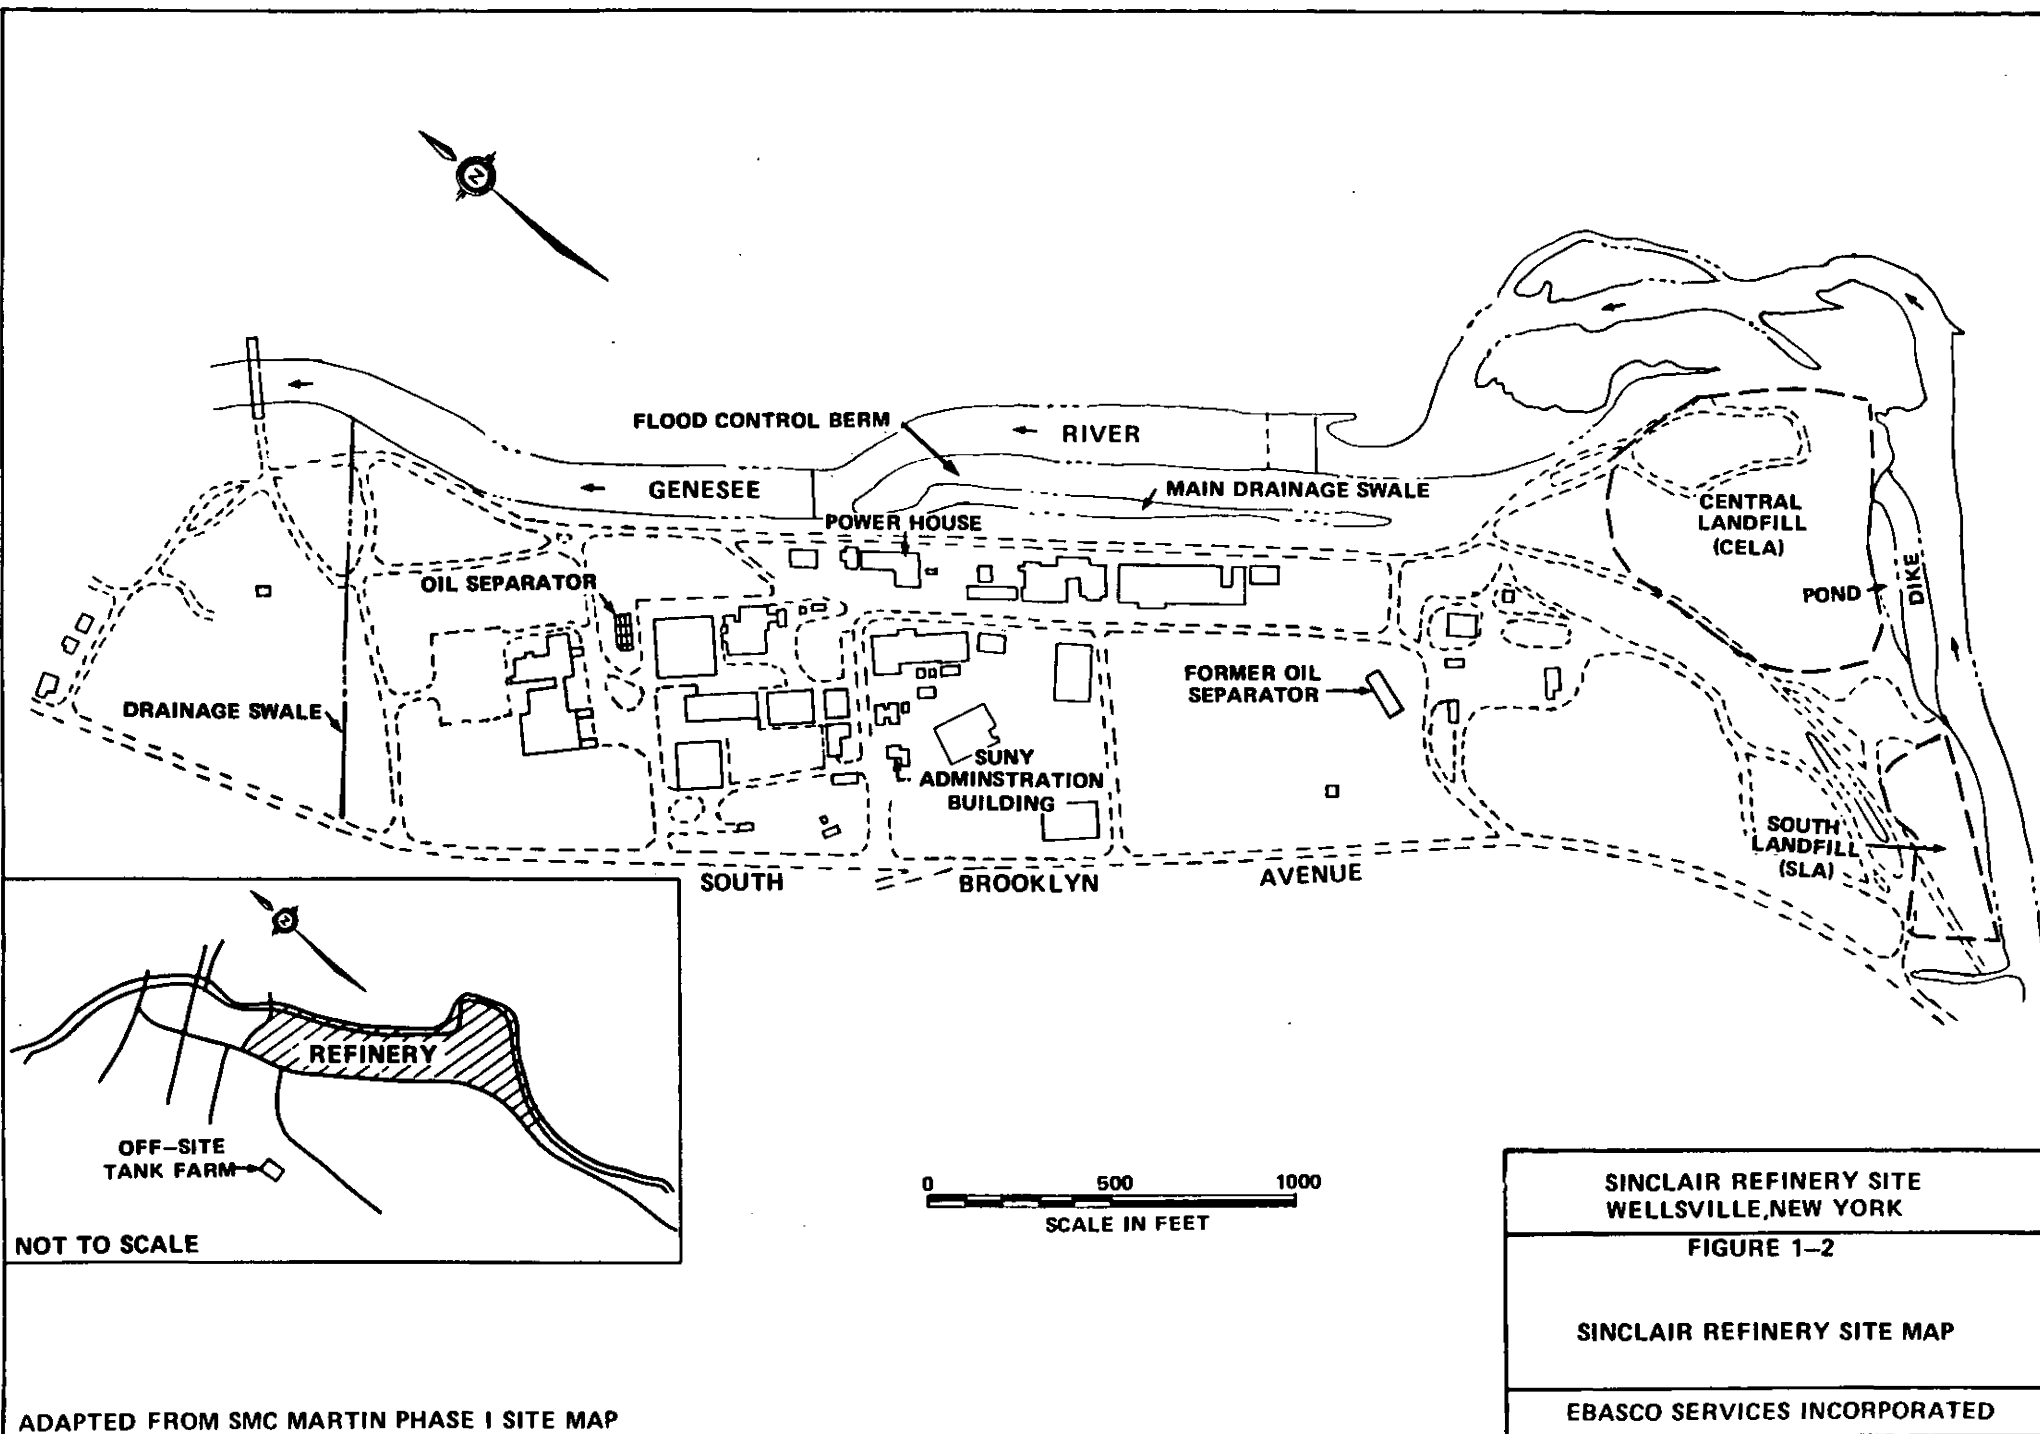 N
FLOOD CONTROL BERM
RIVER
GENESEE
MAIN DRAINAGE SWALE
POWER HOUSE
CENTRAL
LANDFILL
(CELA)
OIL SEPARATOR
POND
DIKE
FORMER OIL
SEPARATOR
DRAINAGE SWALE
SUNY
ADMINSTRATION
BUILDING
SOUTH
LANDFILL
(SLA)
SOUTH BROOKLYN AVENUE
N
REFINERY
OFF-SITE
TANK FARM
NOT TO SCALE
0 500 1000
SCALE IN FEET
SINCLAIR REFINERY SITE
WELLSVILLE,NEW YORK
FIGURE 1-2
SINCLAIR REFINERY SITE MAP
EBASCO SERVICES INCORPORATED
ADAPTED FROM SMC MARTIN PHASE I SITE MAP